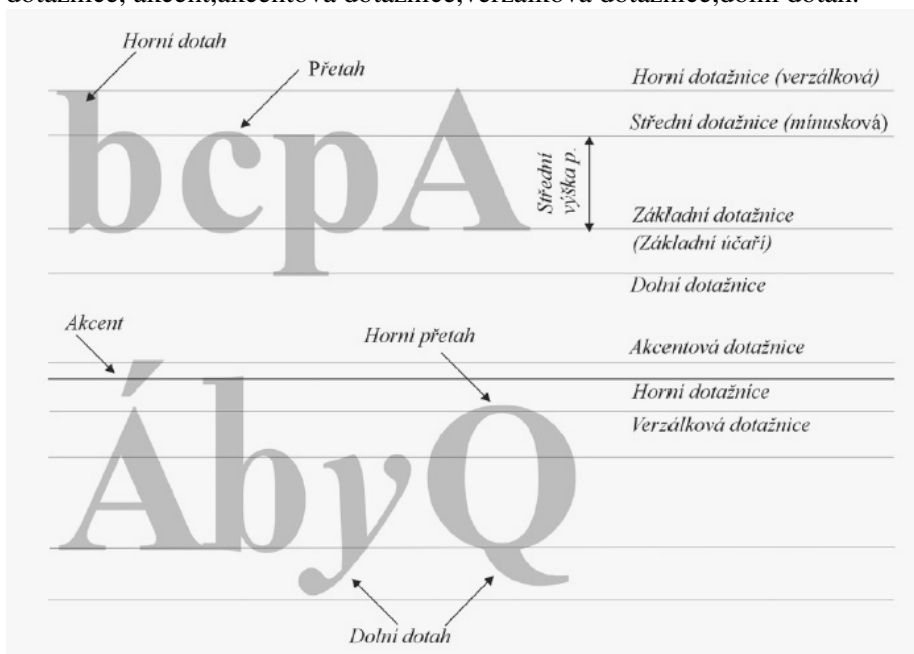 dotažnice, akcent,akcentová dotažnice,verzálková dotažnice,dolní dotah.
Horní dotah
Přetah
Horní dotažnice (verzálková)
Střední dotažnice (mínusková)
bcpA
Střední
výška p.
Základní dotažnice
(Základní účaří)
Dolní dotažnice
Akcent
Horní přetah
Akcentová dotažnice
Horní dotažnice
Verzálková dotažnice
ÁbyQ
Dolní dotah